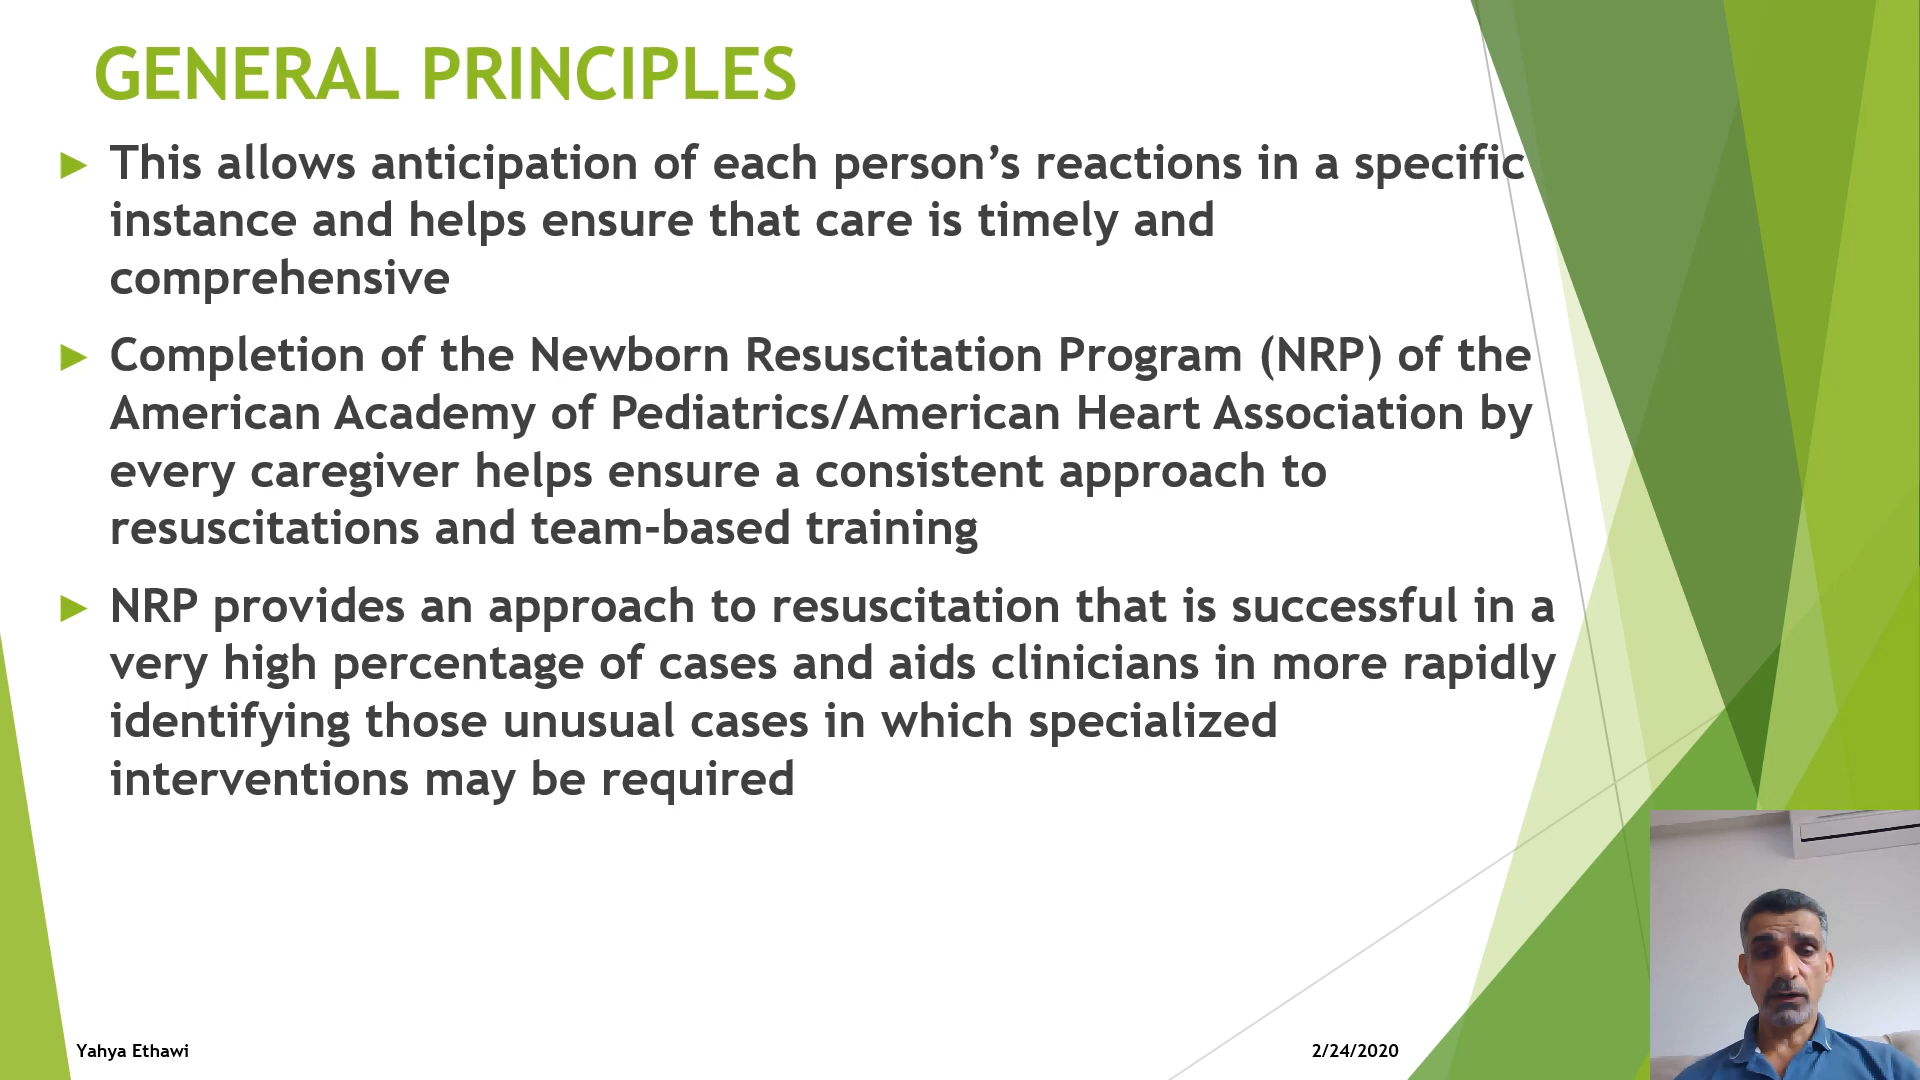 GENERAL PRINCIPLES
This allows anticipation of each person’s reactions in a specific
instance and helps ensure that care is timely and
comprehensive
Completion of the Newborn Resuscitation Program (NRP) of the
American Academy of Pediatrics/American Heart Association by
every caregiver helps ensure a consistent approach to
resuscitations and team-based training
NRP provides an approach to resuscitation that is successful in a
very high percentage of cases and aids clinicians in more rapidly
identifying those unusual cases in which specialized
interventions may be required
Yahya Ethawi
2/24/2020